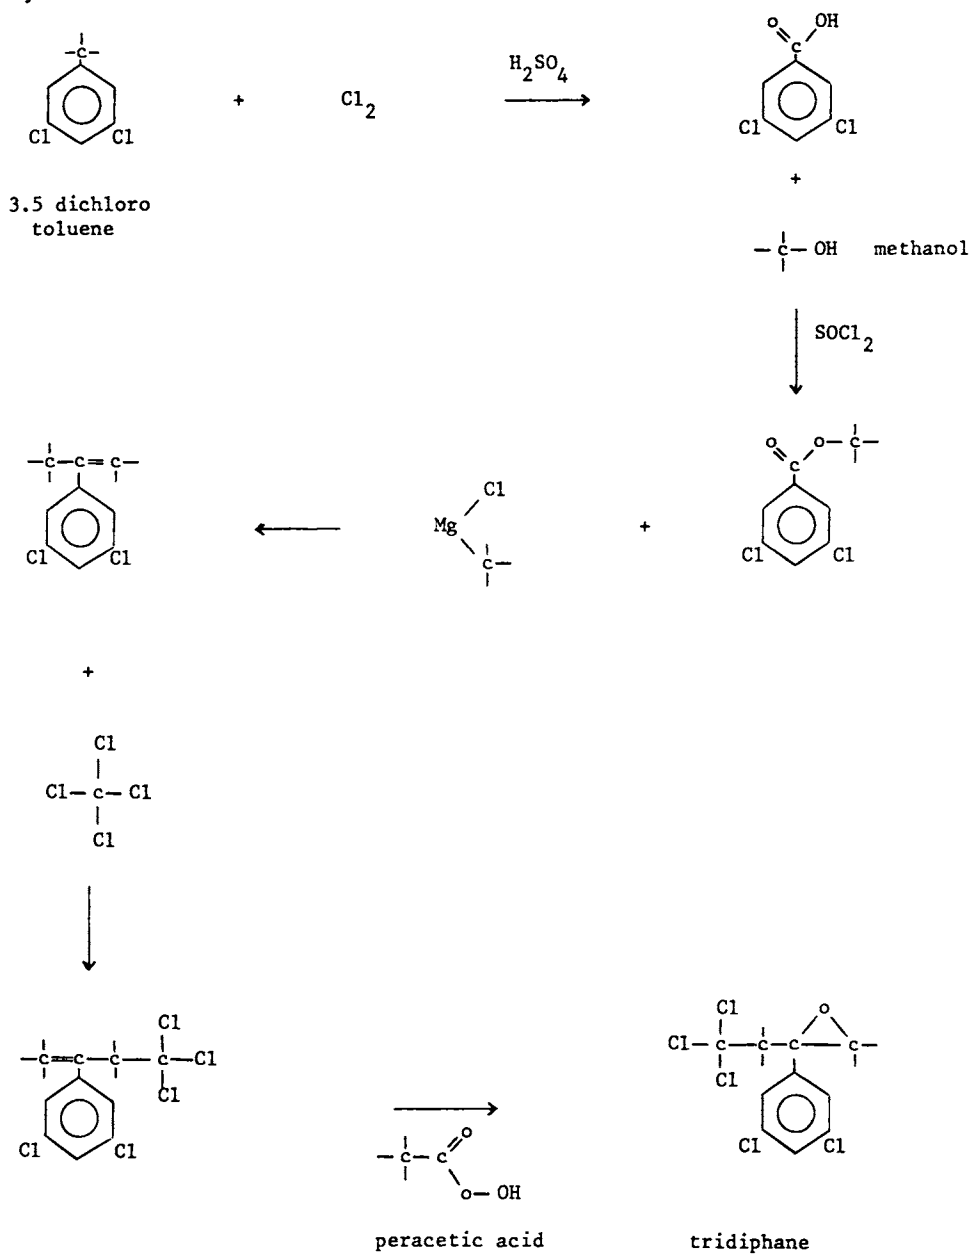 -C-
Cl Cl
3.5 dichloro
toluene
+
Cl2
H2SO4
O OH
C
Cl Cl
+
-C-OH methanol
SOCl2
O O-C-
C
Cl Cl
+
Cl
Mg
C-
-C-C=C-
Cl Cl
+
Cl
Cl-C-Cl
Cl
Cl
-C=C-C-C-Cl
Cl
Cl Cl
-C-C O
O-OH
peracetic acid
Cl O
Cl-C-C-C-C-
Cl
Cl Cl
tridiphane